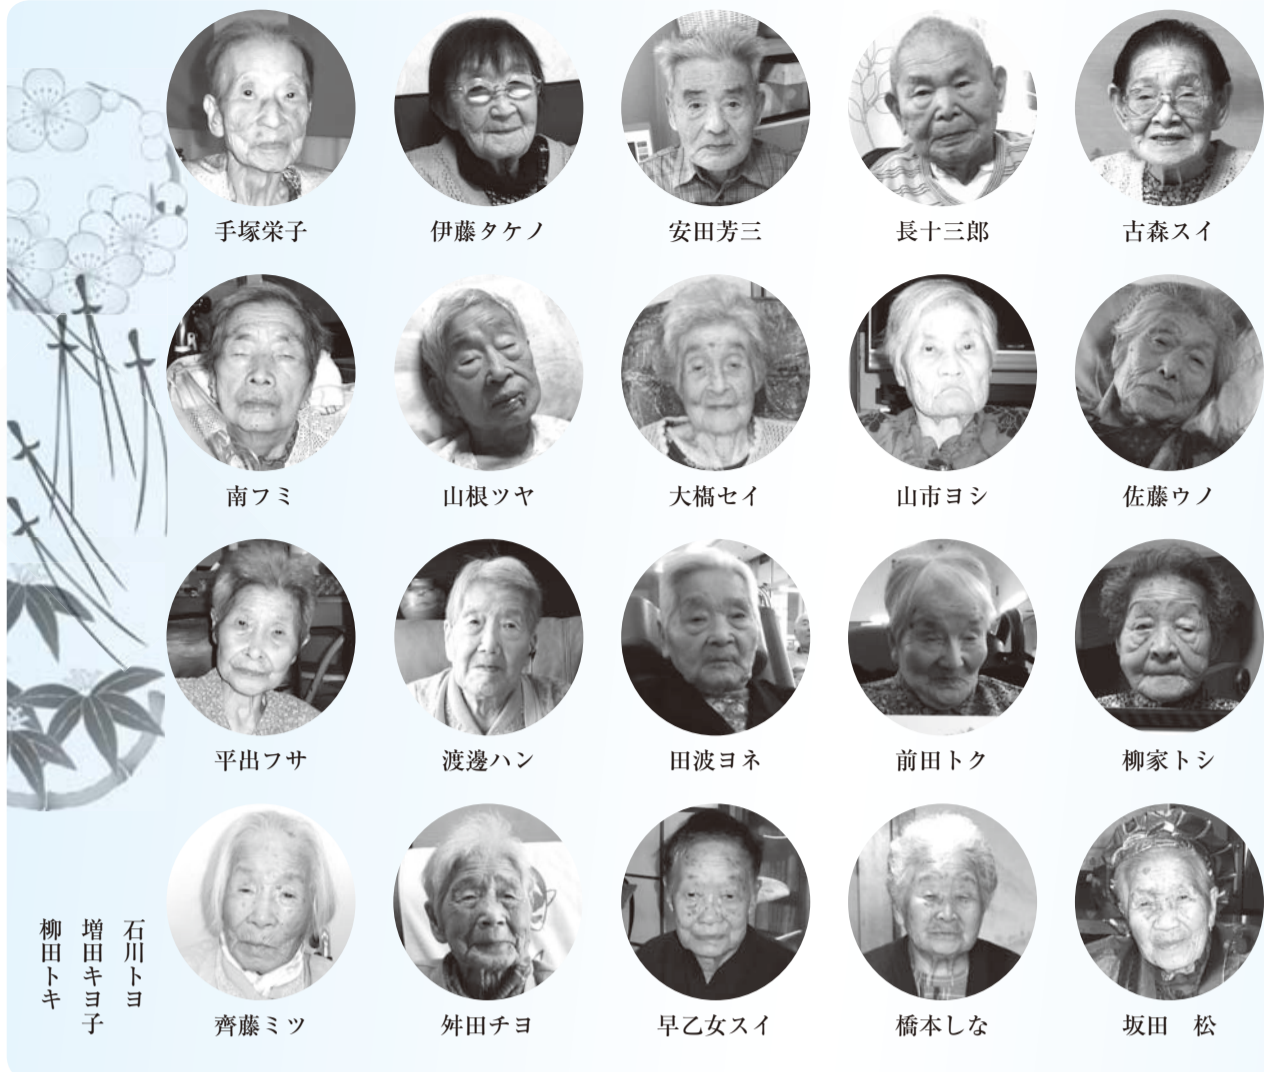 手塚栄子
伊藤タケノ
安田芳三
長十三郎
古森スイ
南フミ
山根ツヤ
大槗セイ
山市ヨシ
佐藤ウノ
平出フサ
渡邊ハン
田波ヨネ
前田トク
柳家トシ
齊藤ミツ
舛田チヨ
早乙女スイ
橋本しな
坂田　松
石川トヨ
増田キヨ子
柳田トキ